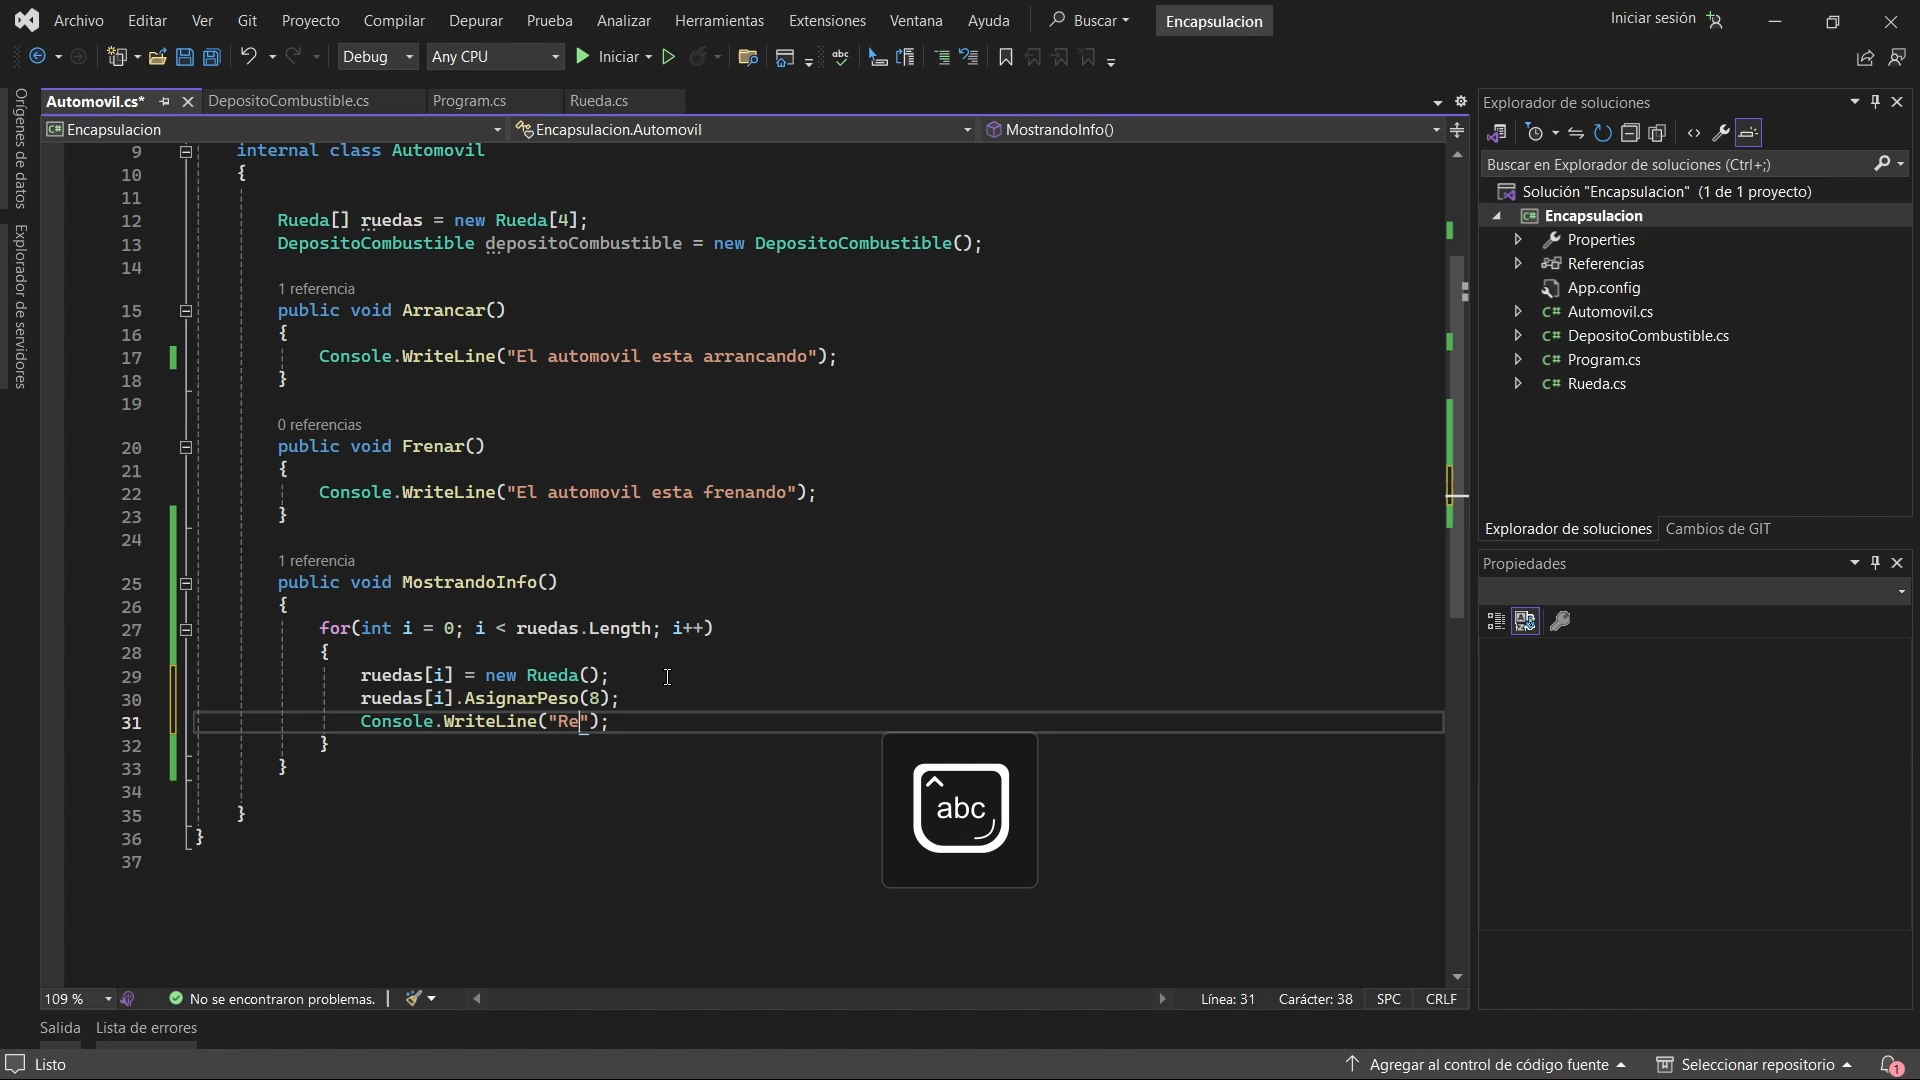 Archivo Editar Ver Git Proyecto Compilar Depurar Prueba Analizar Herramientas Extensiones Ventana Ayuda Buscar Encapsulacion Iniciar sesión
Debug Any CPU Iniciar abc
Orígenes de datos
Explorador de servidores
Automovil.cs* DepositoCombustible.cs Program.cs Rueda.cs
C# Encapsulacion Encapsulacion.Automovil MostrandoInfo()
9 internal class Automovil
10 {
11
12 Rueda[] ruedas = new Rueda[4];
13 DepositoCombustible depositoCombustible = new DepositoCombustible();
14
1 referencia
15 public void Arrancar()
16 {
17 Console.WriteLine("El automovil esta arrancando");
18 }
19
0 referencias
20 public void Frenar()
21 {
22 Console.WriteLine("El automovil esta frenando");
23 }
24
1 referencia
25 public void MostrandoInfo()
26 {
27 for(int i = 0; i < ruedas.Length; i++)
28 {
29 ruedas[i] = new Rueda();
30 ruedas[i].AsignarPeso(8);
31 Console.WriteLine("Re");
32 }
33 }
34
35 }
36 }
37
abc
109 % No se encontraron problemas. Línea: 31 Carácter: 38 SPC CRLF
Salida Lista de errores
Listo Agregar al control de código fuente Seleccionar repositorio 1
Explorador de soluciones
Buscar en Explorador de soluciones (Ctrl+;)
Solución "Encapsulacion" (1 de 1 proyecto)
C# Encapsulacion
Properties
Referencias
App.config
C# Automovil.cs
C# DepositoCombustible.cs
C# Program.cs
C# Rueda.cs
Explorador de soluciones Cambios de GIT
Propiedades